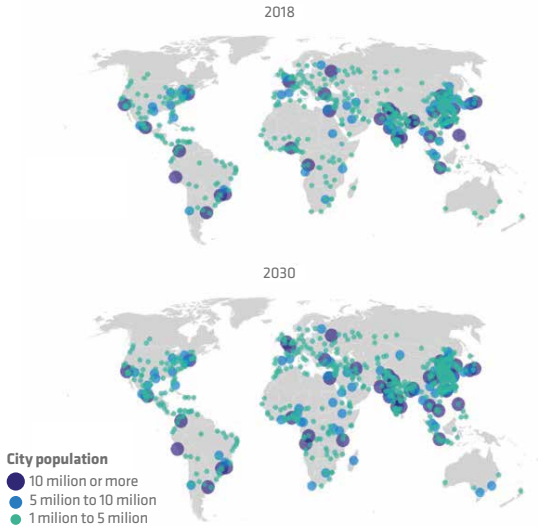 2018
2030
City population
10 milion or more
5 milion to 10 milion
1 milion to 5 milion